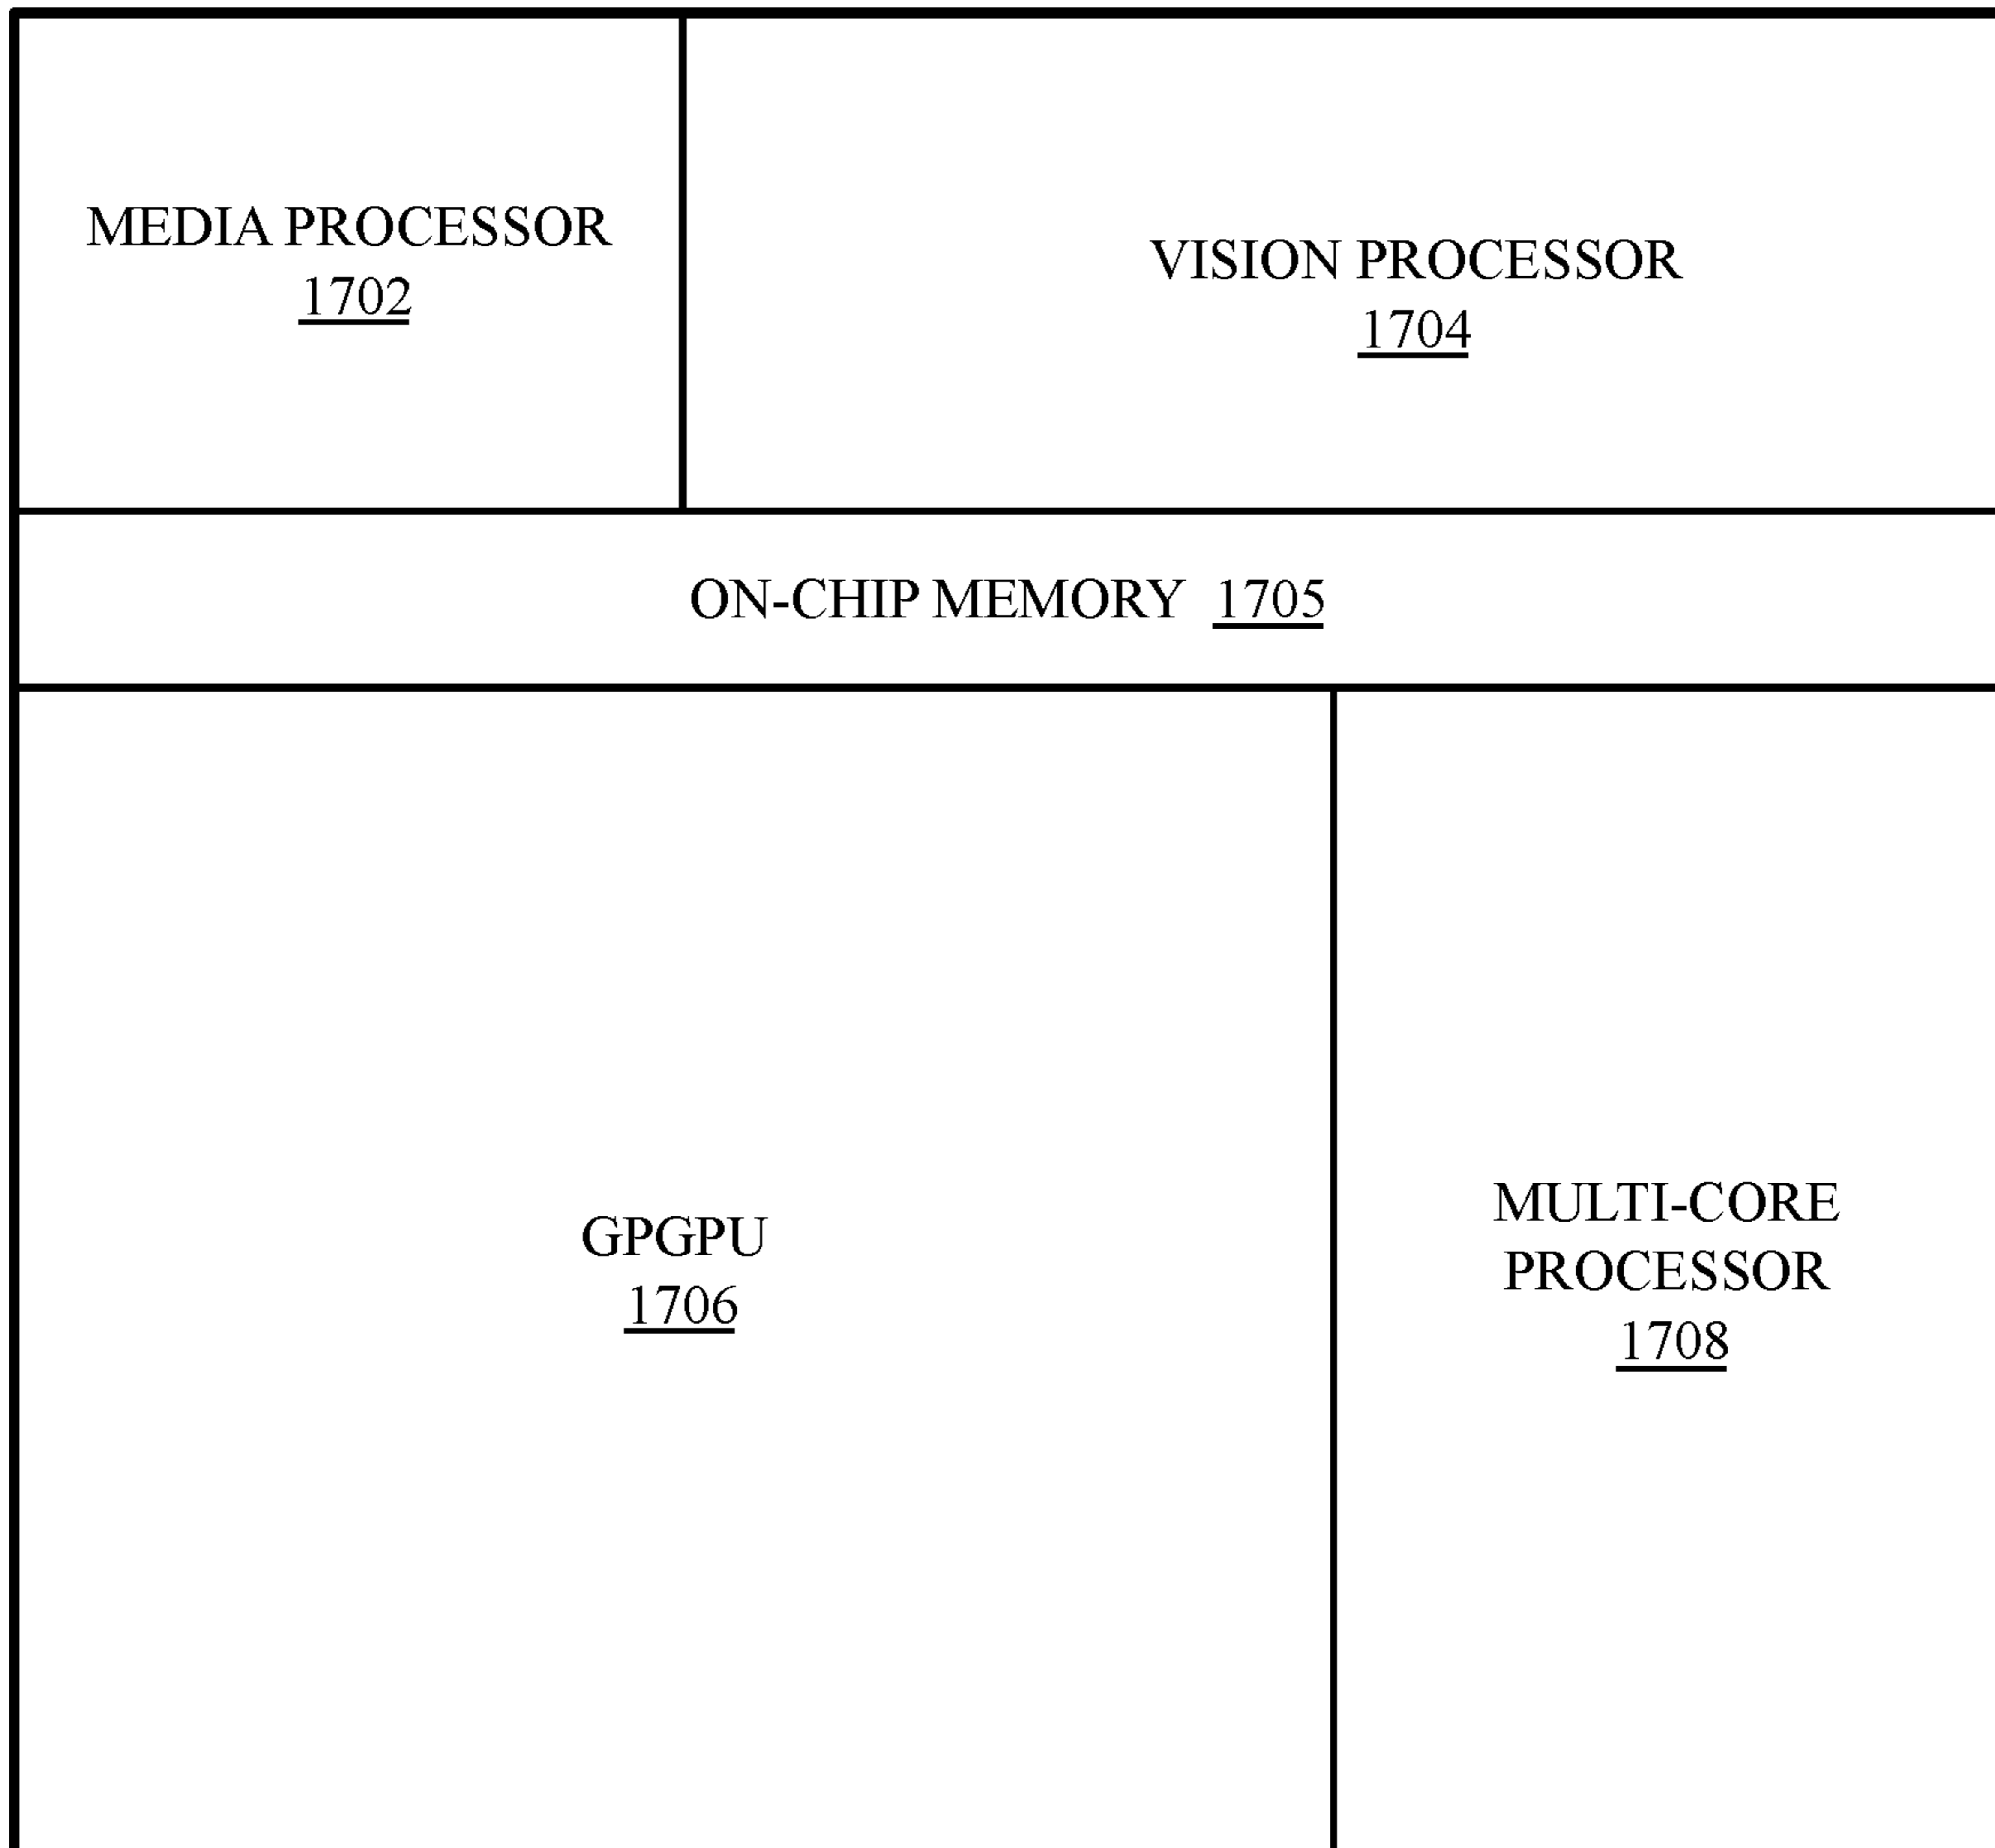 MEDIA PROCESSOR
1702
VISION PROCESSOR
1704
ON-CHIP MEMORY 1705
GPGPU
1706
MULTI-CORE
PROCESSOR
1708